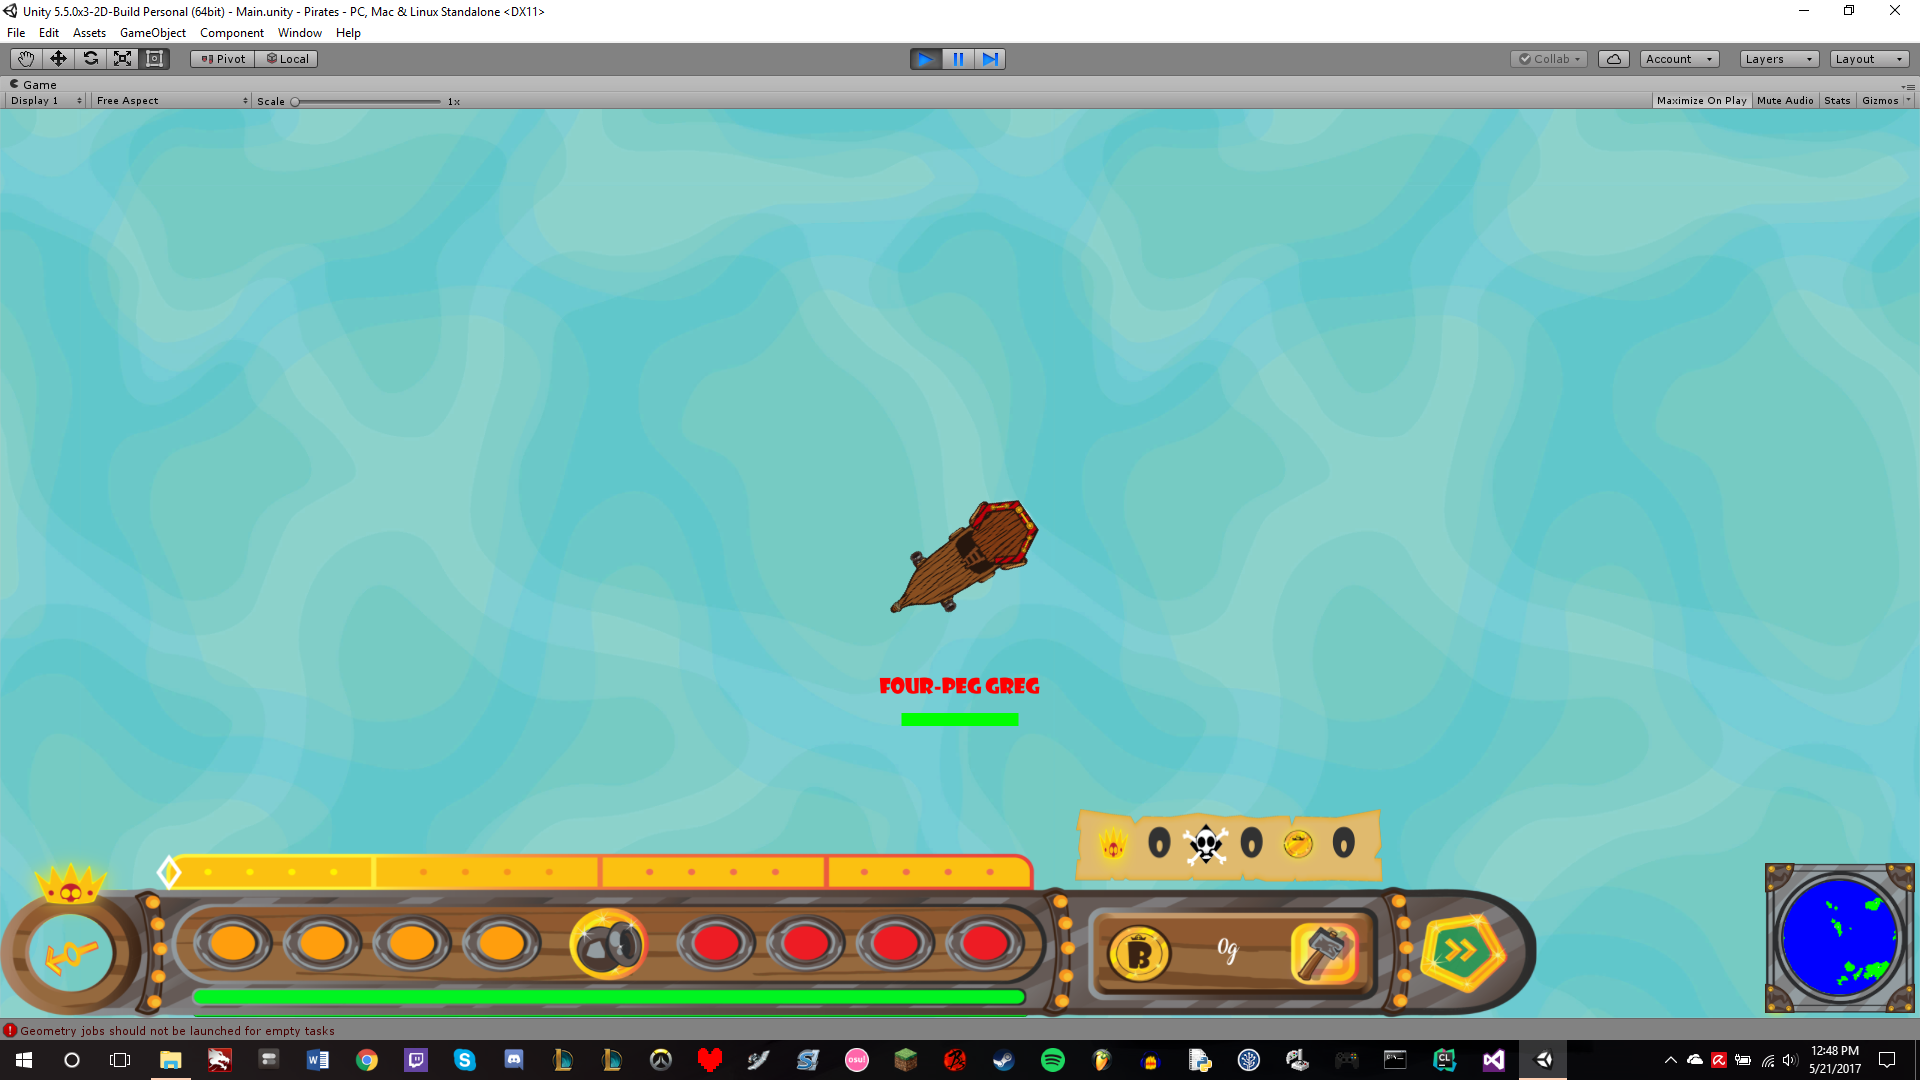 Unity 5.5.0x3-2D-Build Personal (64bit) - Main.unity - Pirates - PC, Mac & Linux Standalone <DX11>
File Edit Assets GameObject Component Window Help
Pivot Local Collab Account Layers Layout
Game
Display 1 Free Aspect Scale 1x Maximize On Play Mute Audio Stats Gizmos
FOUR-PEG GREG
0 0 0
B 0g
Geometry jobs should not be launched for empty tasks
osu!
CL
12:48 PM
5/21/2017